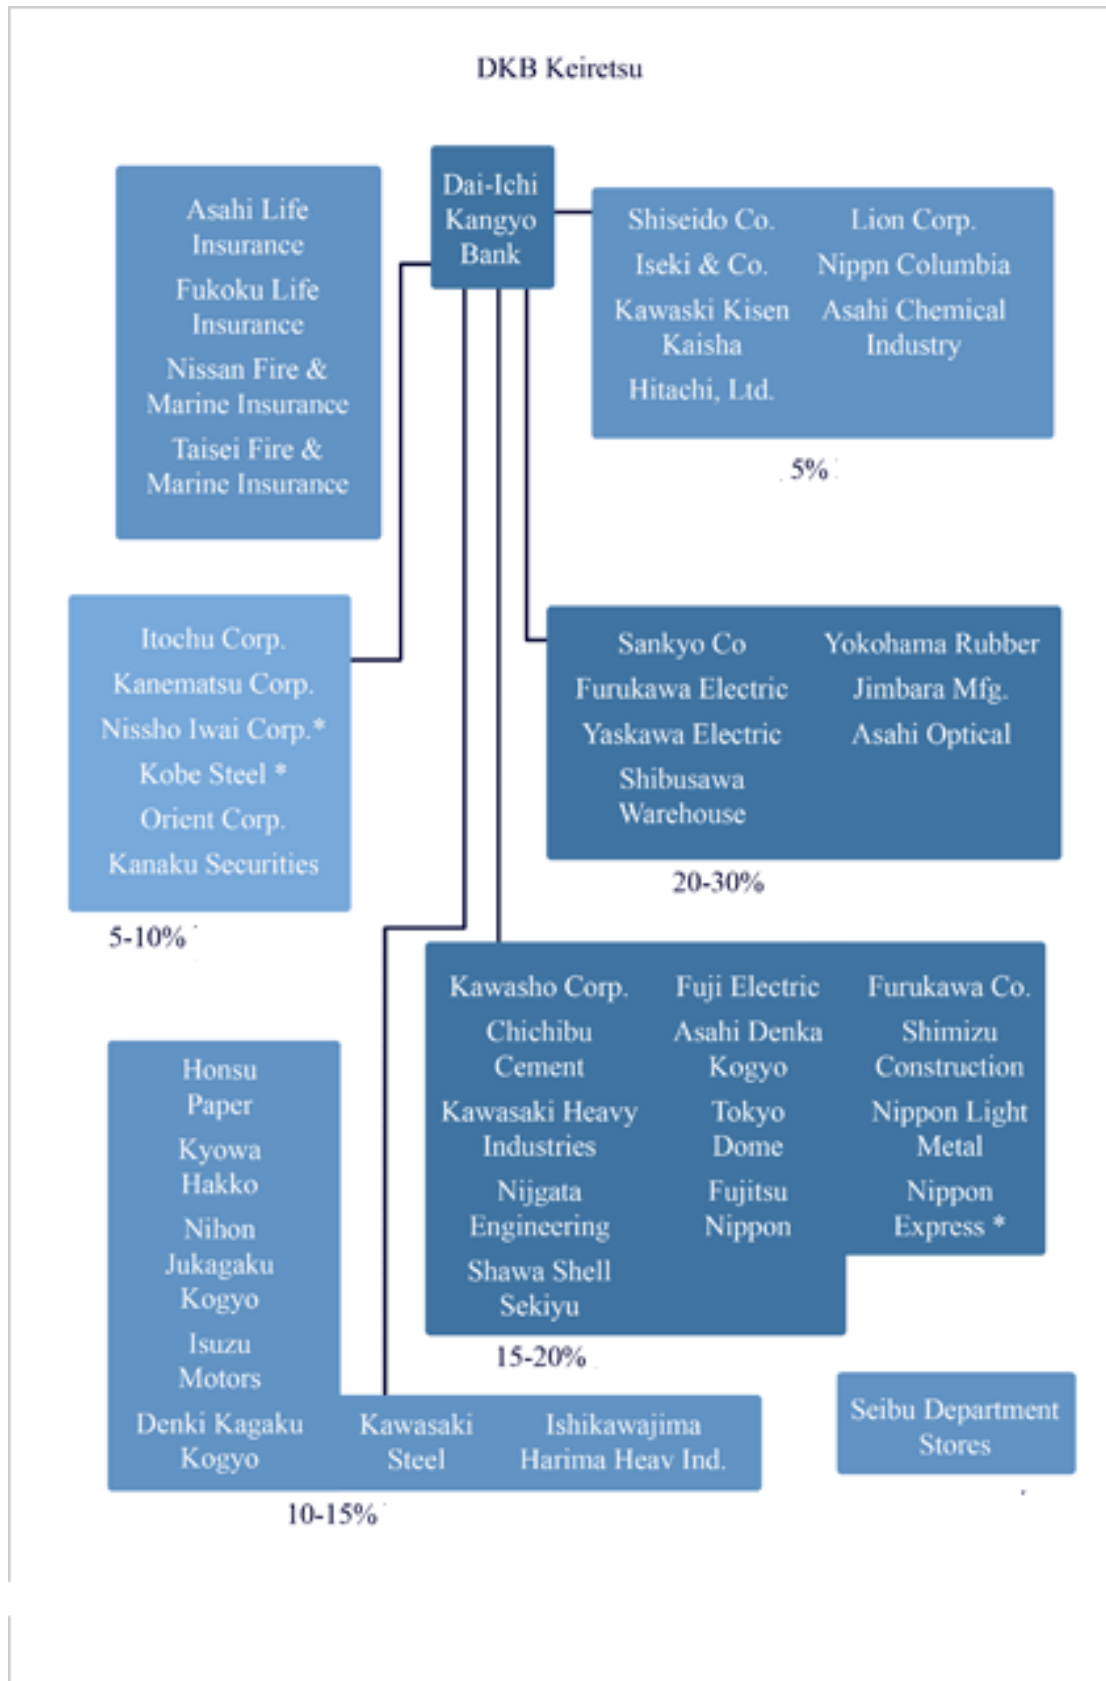 DKB Keiretsu
Dai-Ichi
Kangyo
Bank
Asahi Life
Insurance
Fukoku Life
Insurance
Nissan Fire &
Marine Insurance
Taisei Fire &
Marine Insurance
Shiseido Co.
Iseki & Co.
Kawaski Kisen
Kaisha
Hitachi, Ltd.
Lion Corp.
Nippn Columbia
Asahi Chemical
Industry
5%
Itochu Corp.
Kanematsu Corp.
Nissho Iwai Corp.*
Kobe Steel *
Orient Corp.
Kanaku Securities
5-10%
Sankyo Co
Furukawa Electric
Yaskawa Electric
Shibusawa
Warehouse
Yokohama Rubber
Jimbara Mfg.
Asahi Optical
20-30%
Kawasho Corp.
Chichibu
Cement
Kawasaki Heavy
Industries
Nijgata
Engineering
Shawa Shell
Sekiyu
Fuji Electric
Asahi Denka
Kogyo
Tokyo
Dome
Fujitsu
Nippon
Furukawa Co.
Shimizu
Construction
Nippon Light
Metal
Nippon
Express *
15-20%
Honsu
Paper
Kyowa
Hakko
Nihon
Jukagaku
Kogyo
Isuzu
Motors
Denki Kagaku
Kogyo
Kawasaki
Steel
Ishikawajima
Harima Heav Ind.
10-15%
Seibu Department
Stores